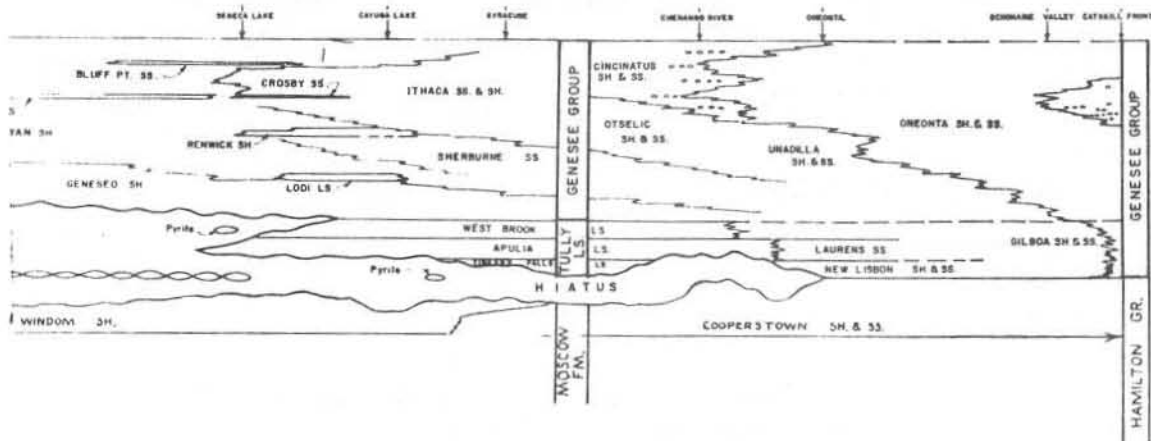 SENECA LAKE
CAYUGA LAKE
SYRACUSE
CHENANGO RIVER
ONEONTA
SCHOHARIE VALLEY
CATSKILL FRONT
BLUFF PT. SS.
CROSBY SS.
ITHACA SS. & SH.
CINCINATUS
SH. & SS.
ONEONTA SH. & SS.
RENWICK SH
SHERBURNE SS
OTSELIC
SH. & SS.
UNADILLA
SH. & SS.
GENESEO SH
LODI LS.
GENESEE GROUP
GENESEE GROUP
Pyrite
WEST BROOK
LS
APULIA
LS.
LAURENS SS
GILBOA SH & SS.
TULLY
LS.
NEW LISBON SH & SS.
Pyrite
HIATUS
WINDOM SH.
COOPERSTOWN SH. & SS.
MOSCOW
FM.
HAMILTON GR.